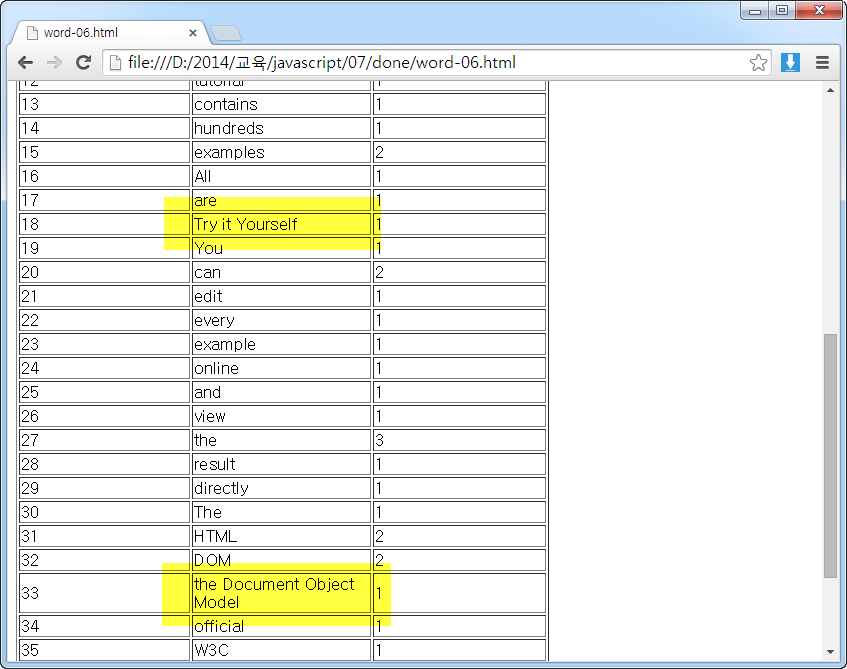 word-06.html
file:///D:/2014/교육/javascript/07/done/word-06.html
12 tutorial 1
13 contains 1
14 hundreds 1
15 examples 2
16 All 1
17 are 1
18 Try it Yourself 1
19 You 1
20 can 2
21 edit 1
22 every 1
23 example 1
24 online 1
25 and 1
26 view 1
27 the 3
28 result 1
29 directly 1
30 The 1
31 HTML 2
32 DOM 2
33 the Document Object 1
Model
34 official 1
35 W3C 1